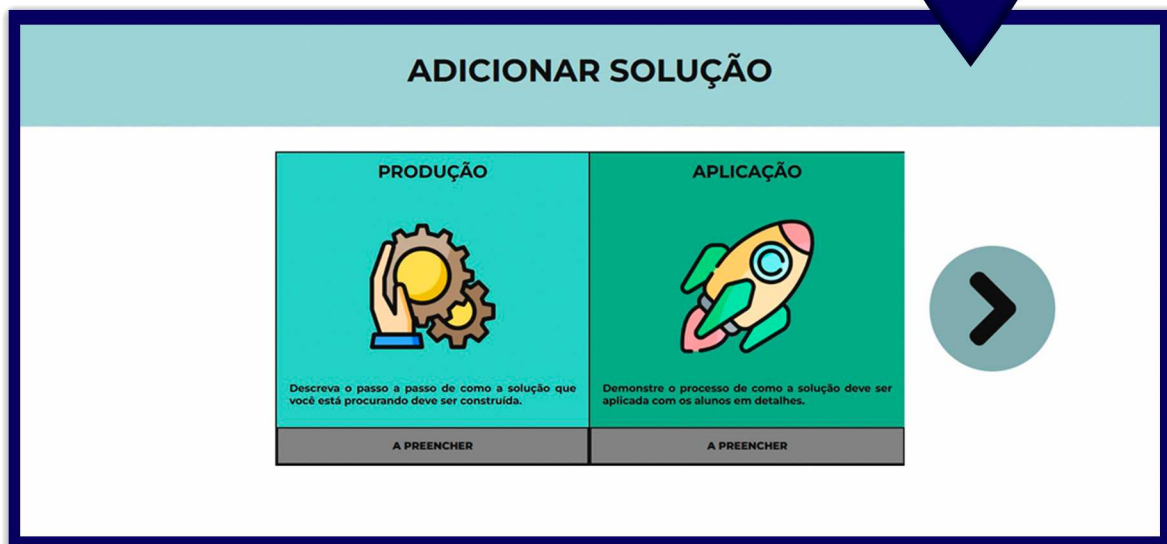 ADICIONAR SOLUÇÃO
PRODUÇÃO
Descreva o passo a passo de como a solução que
você está procurando deve ser construída.
A PREENCHER
APLICAÇÃO
Demonstre o processo de como a solução deve ser
aplicada com os alunos em detalhes.
A PREENCHER